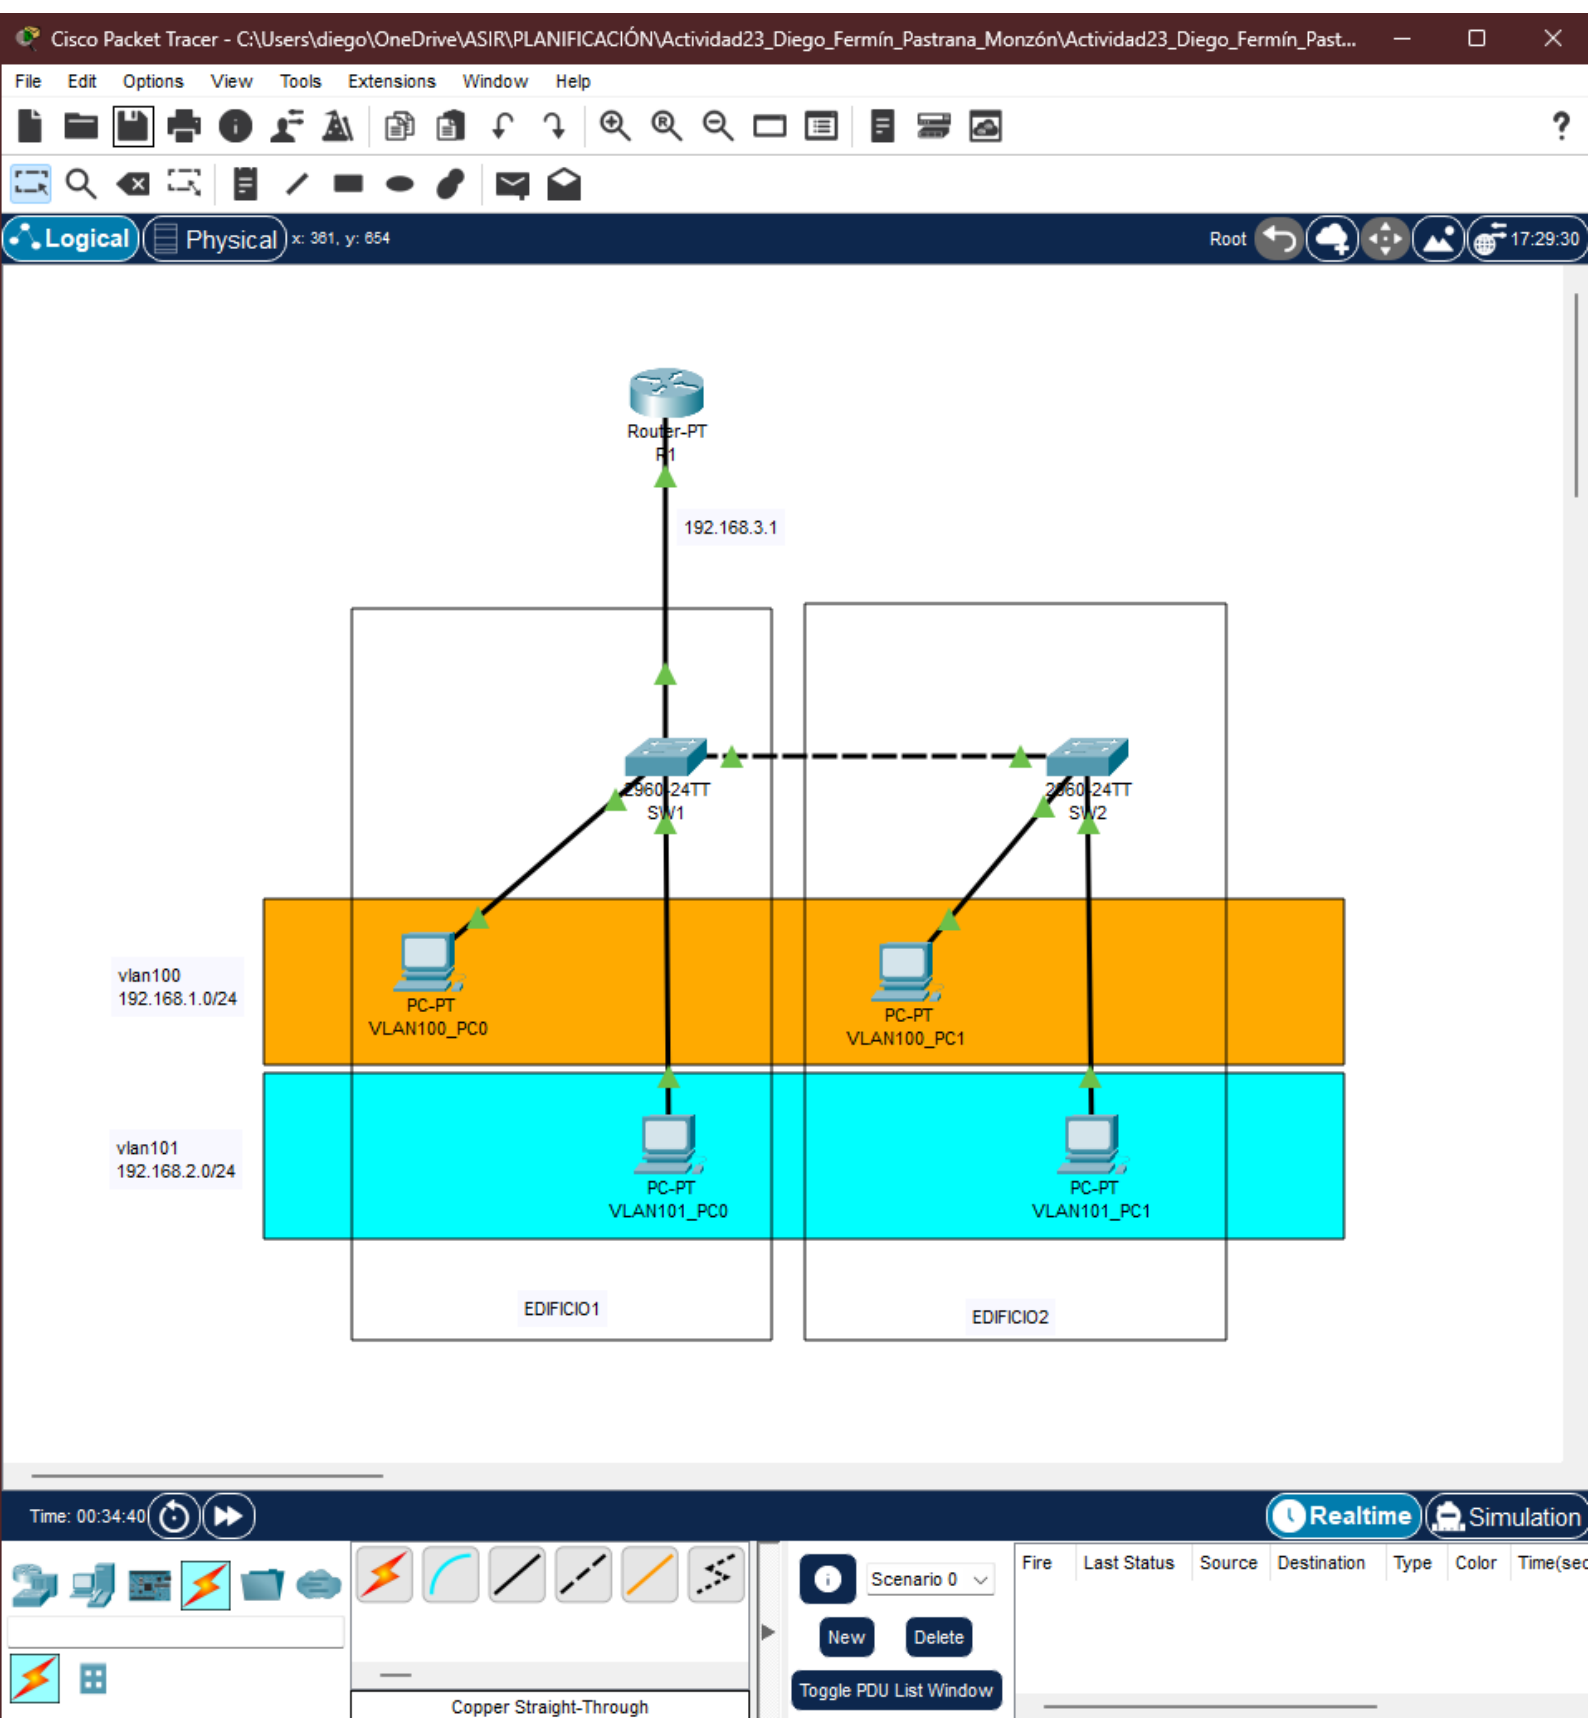 Cisco Packet Tracer - C:\Users\diego\OneDrive\ASIR\PLANIFICACIÓN\Actividad23_Diego_Fermín_Pastrana_Monzón\Actividad23_Diego_Fermín_Past...
File Edit Options View Tools Extensions Window Help
?
Logical Physical x: 361, y: 654 Root 17:29:30
Router-PT
R1
192.168.3.1
2960-24TT
SW1
2960-24TT
SW2
vlan100
192.168.1.0/24
PC-PT
VLAN100_PC0
PC-PT
VLAN100_PC1
vlan101
192.168.2.0/24
PC-PT
VLAN101_PC0
PC-PT
VLAN101_PC1
EDIFICIO1
EDIFICIO2
Time: 00:34:40 Realtime Simulation
Scenario 0
Fire Last Status Source Destination Type Color Time(sec
New Delete
Toggle PDU List Window
Copper Straight-Through